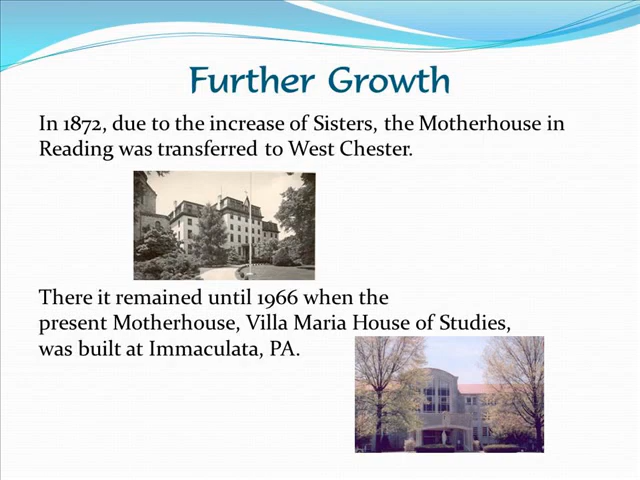 Further Growth
In 1872, due to the increase of Sisters, the Motherhouse in
Reading was transferred to West Chester.
There it remained until 1966 when the
present Motherhouse, Villa Maria House of Studies,
was built at Immaculata, PA.